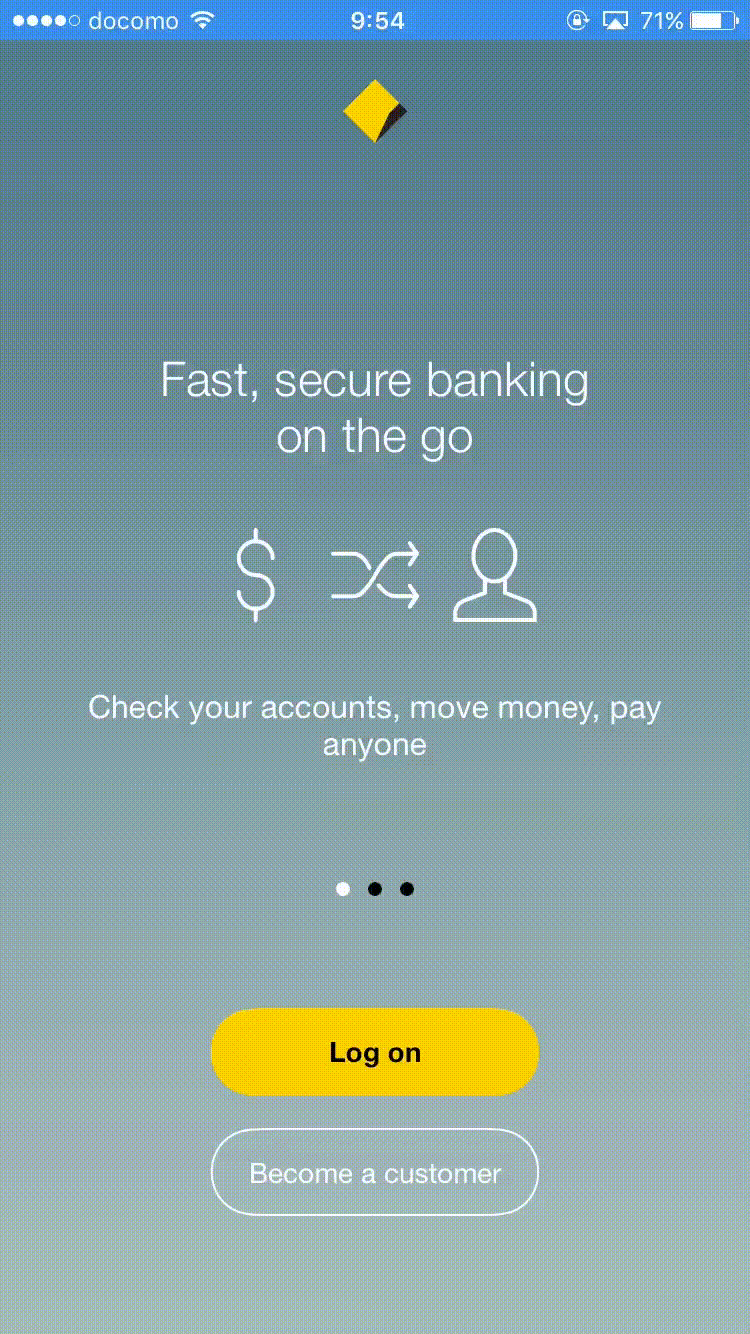 docomo 9:54 71%
Fast, secure banking
on the go
Check your accounts, move money, pay
anyone
Log on
Become a customer